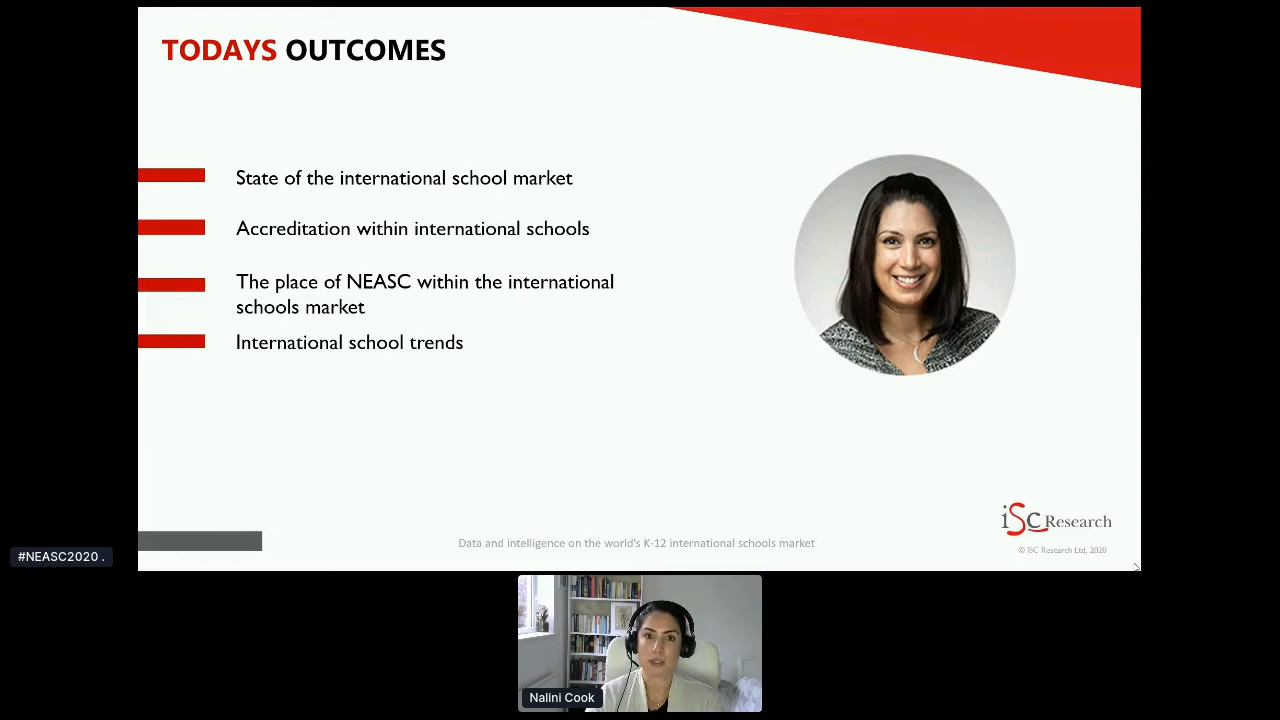 TODAYS OUTCOMES
State of the international school market
Accreditation within international schools
The place of NEASC within the international
schools market
International school trends
iSC Research
Data and intelligence on the world's K-12 international schools market
© ISC Research Ltd, 2020
#NEASC2020 .
Nalini Cook